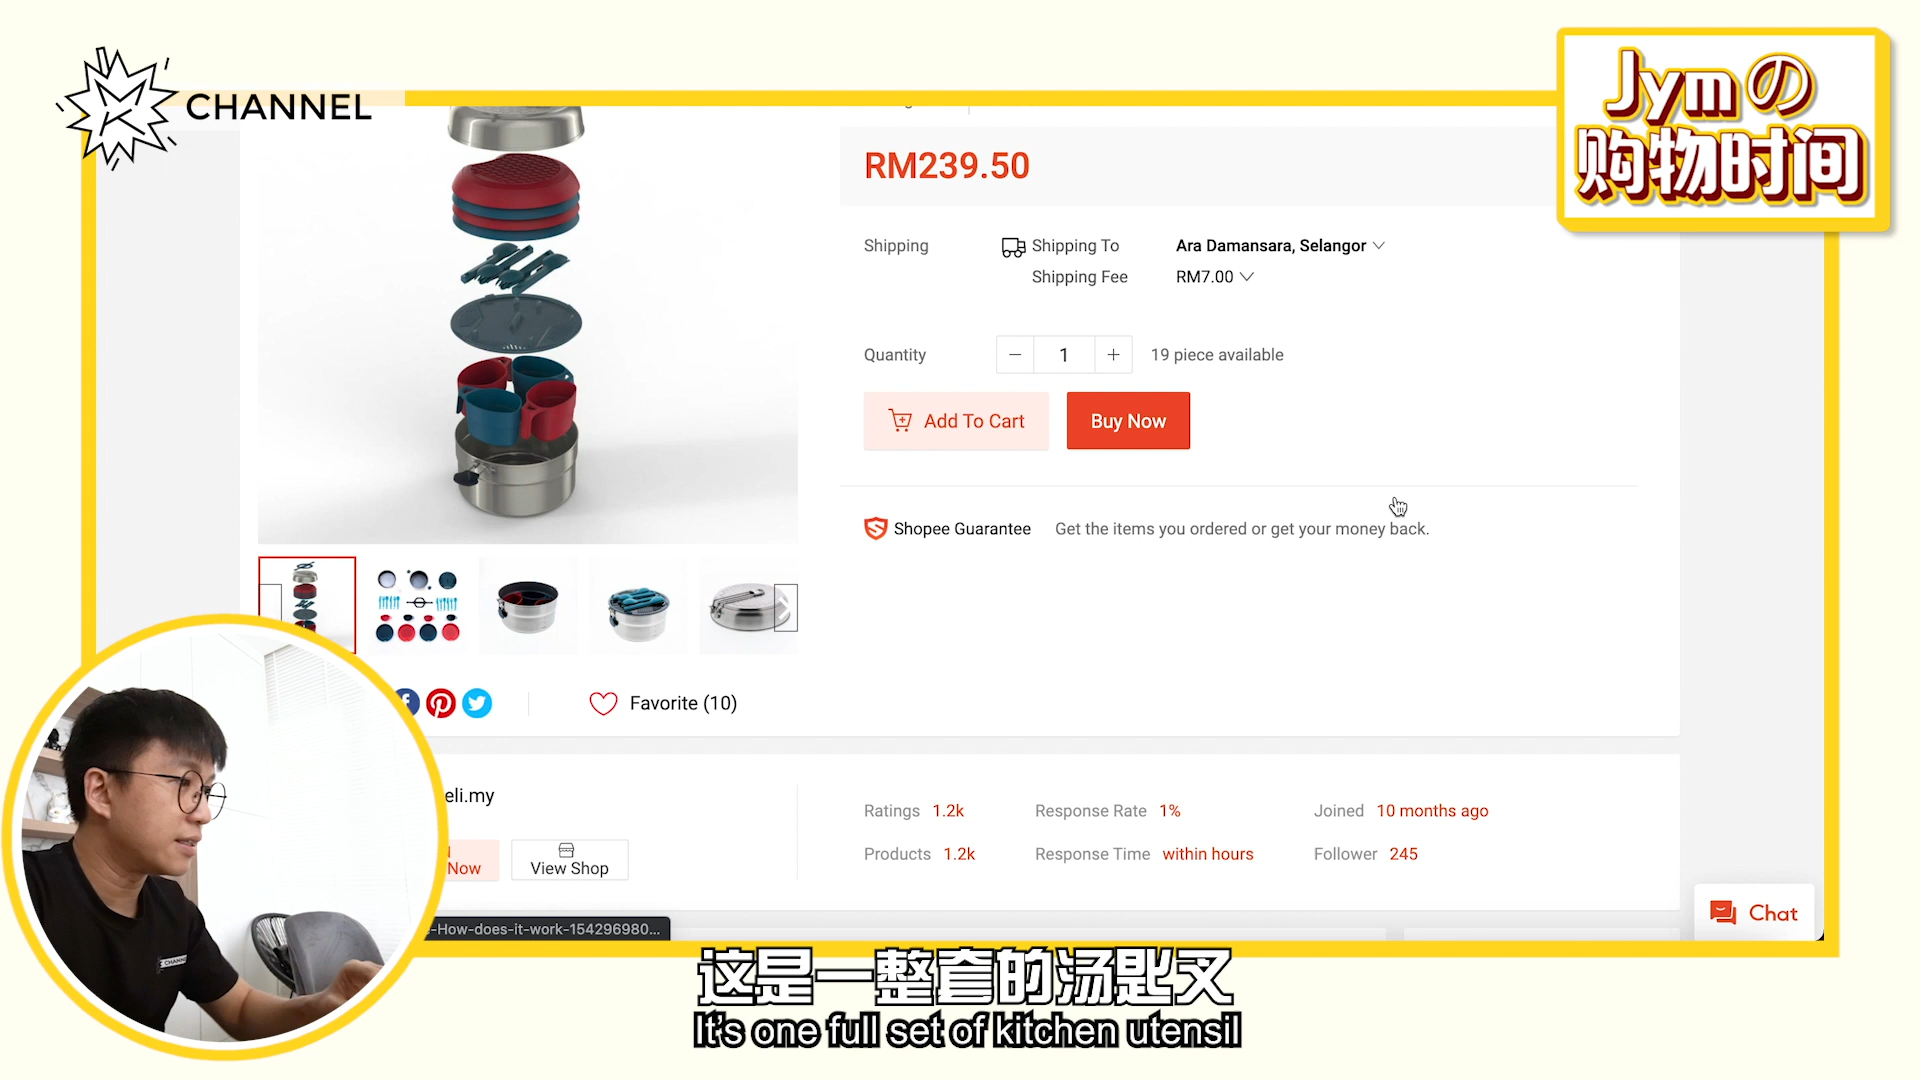 CHANNEL
Jymの
购物时间
RM239.50
Shipping
Shipping To
Ara Damansara, Selangor
Shipping Fee
RM7.00
Quantity
1
19 piece available
Add To Cart
Buy Now
Shopee Guarantee
Get the items you ordered or get your money back.
Favorite (10)
eli.my
Now
View Shop
Ratings 1.2k
Response Rate 1%
Joined 10 months ago
Products 1.2k
Response Time within hours
Follower 245
Chat
-How-does-it-work-154296980...
CHANNEL
这是一整套的汤匙叉
It's one full set of kitchen utensil